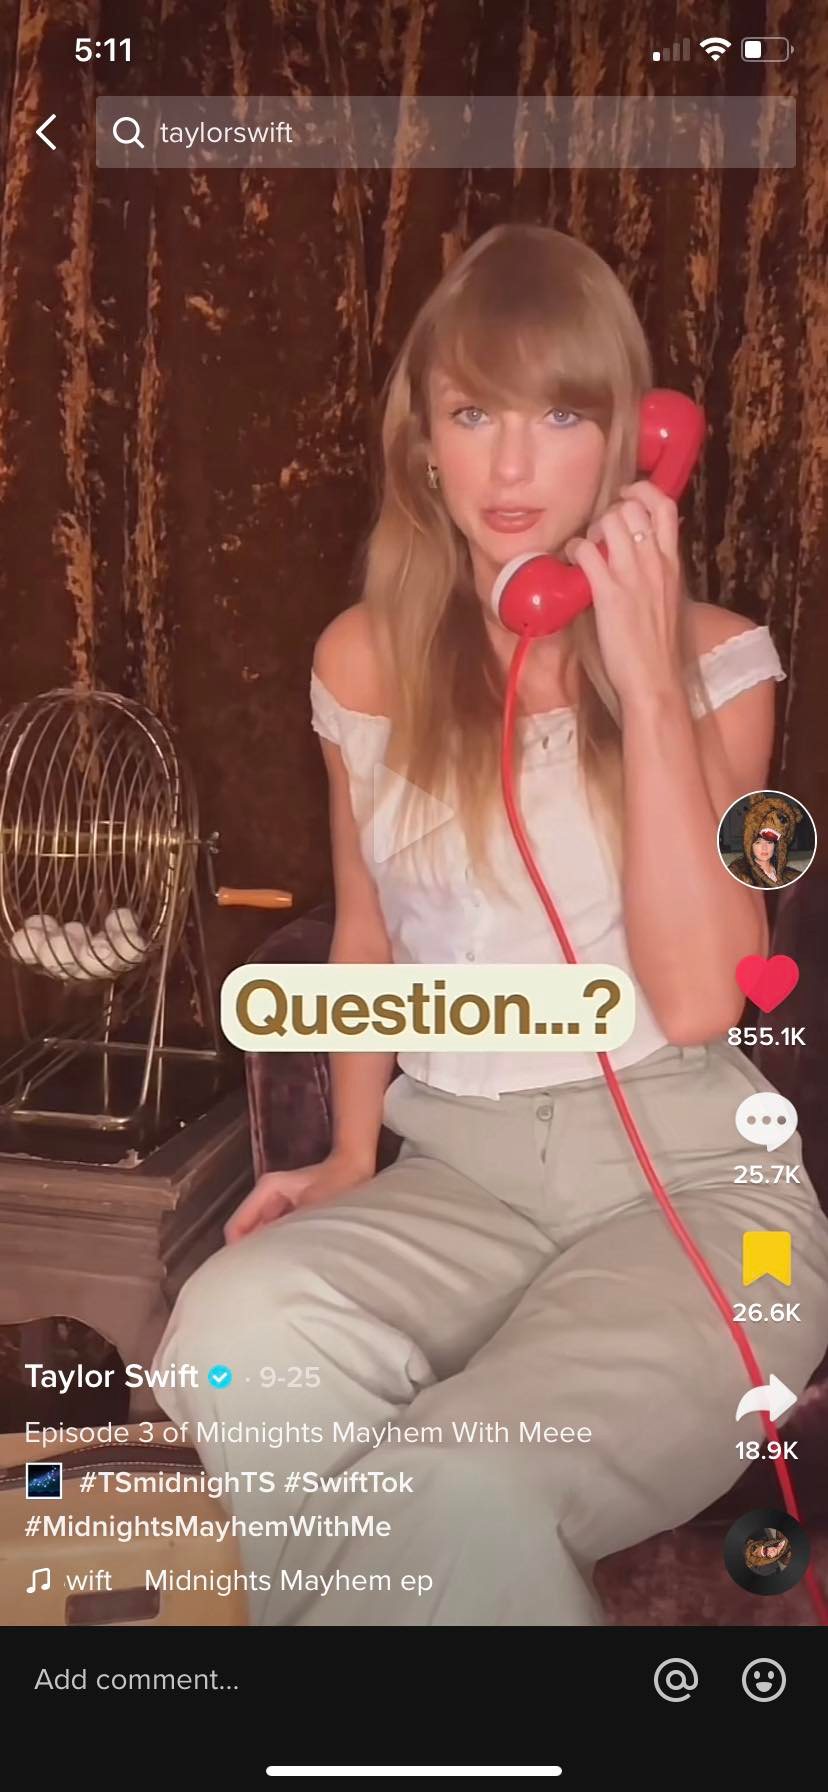 5:11
taylorswift
Question...?
855.1K
25.7K
26.6K
18.9K
Taylor Swift · 9-25
Episode 3 of Midnights Mayhem With Meee
#TSmidnighTS #SwiftTok
#MidnightsMayhemWithMe
wift Midnights Mayhem ep
Add comment...